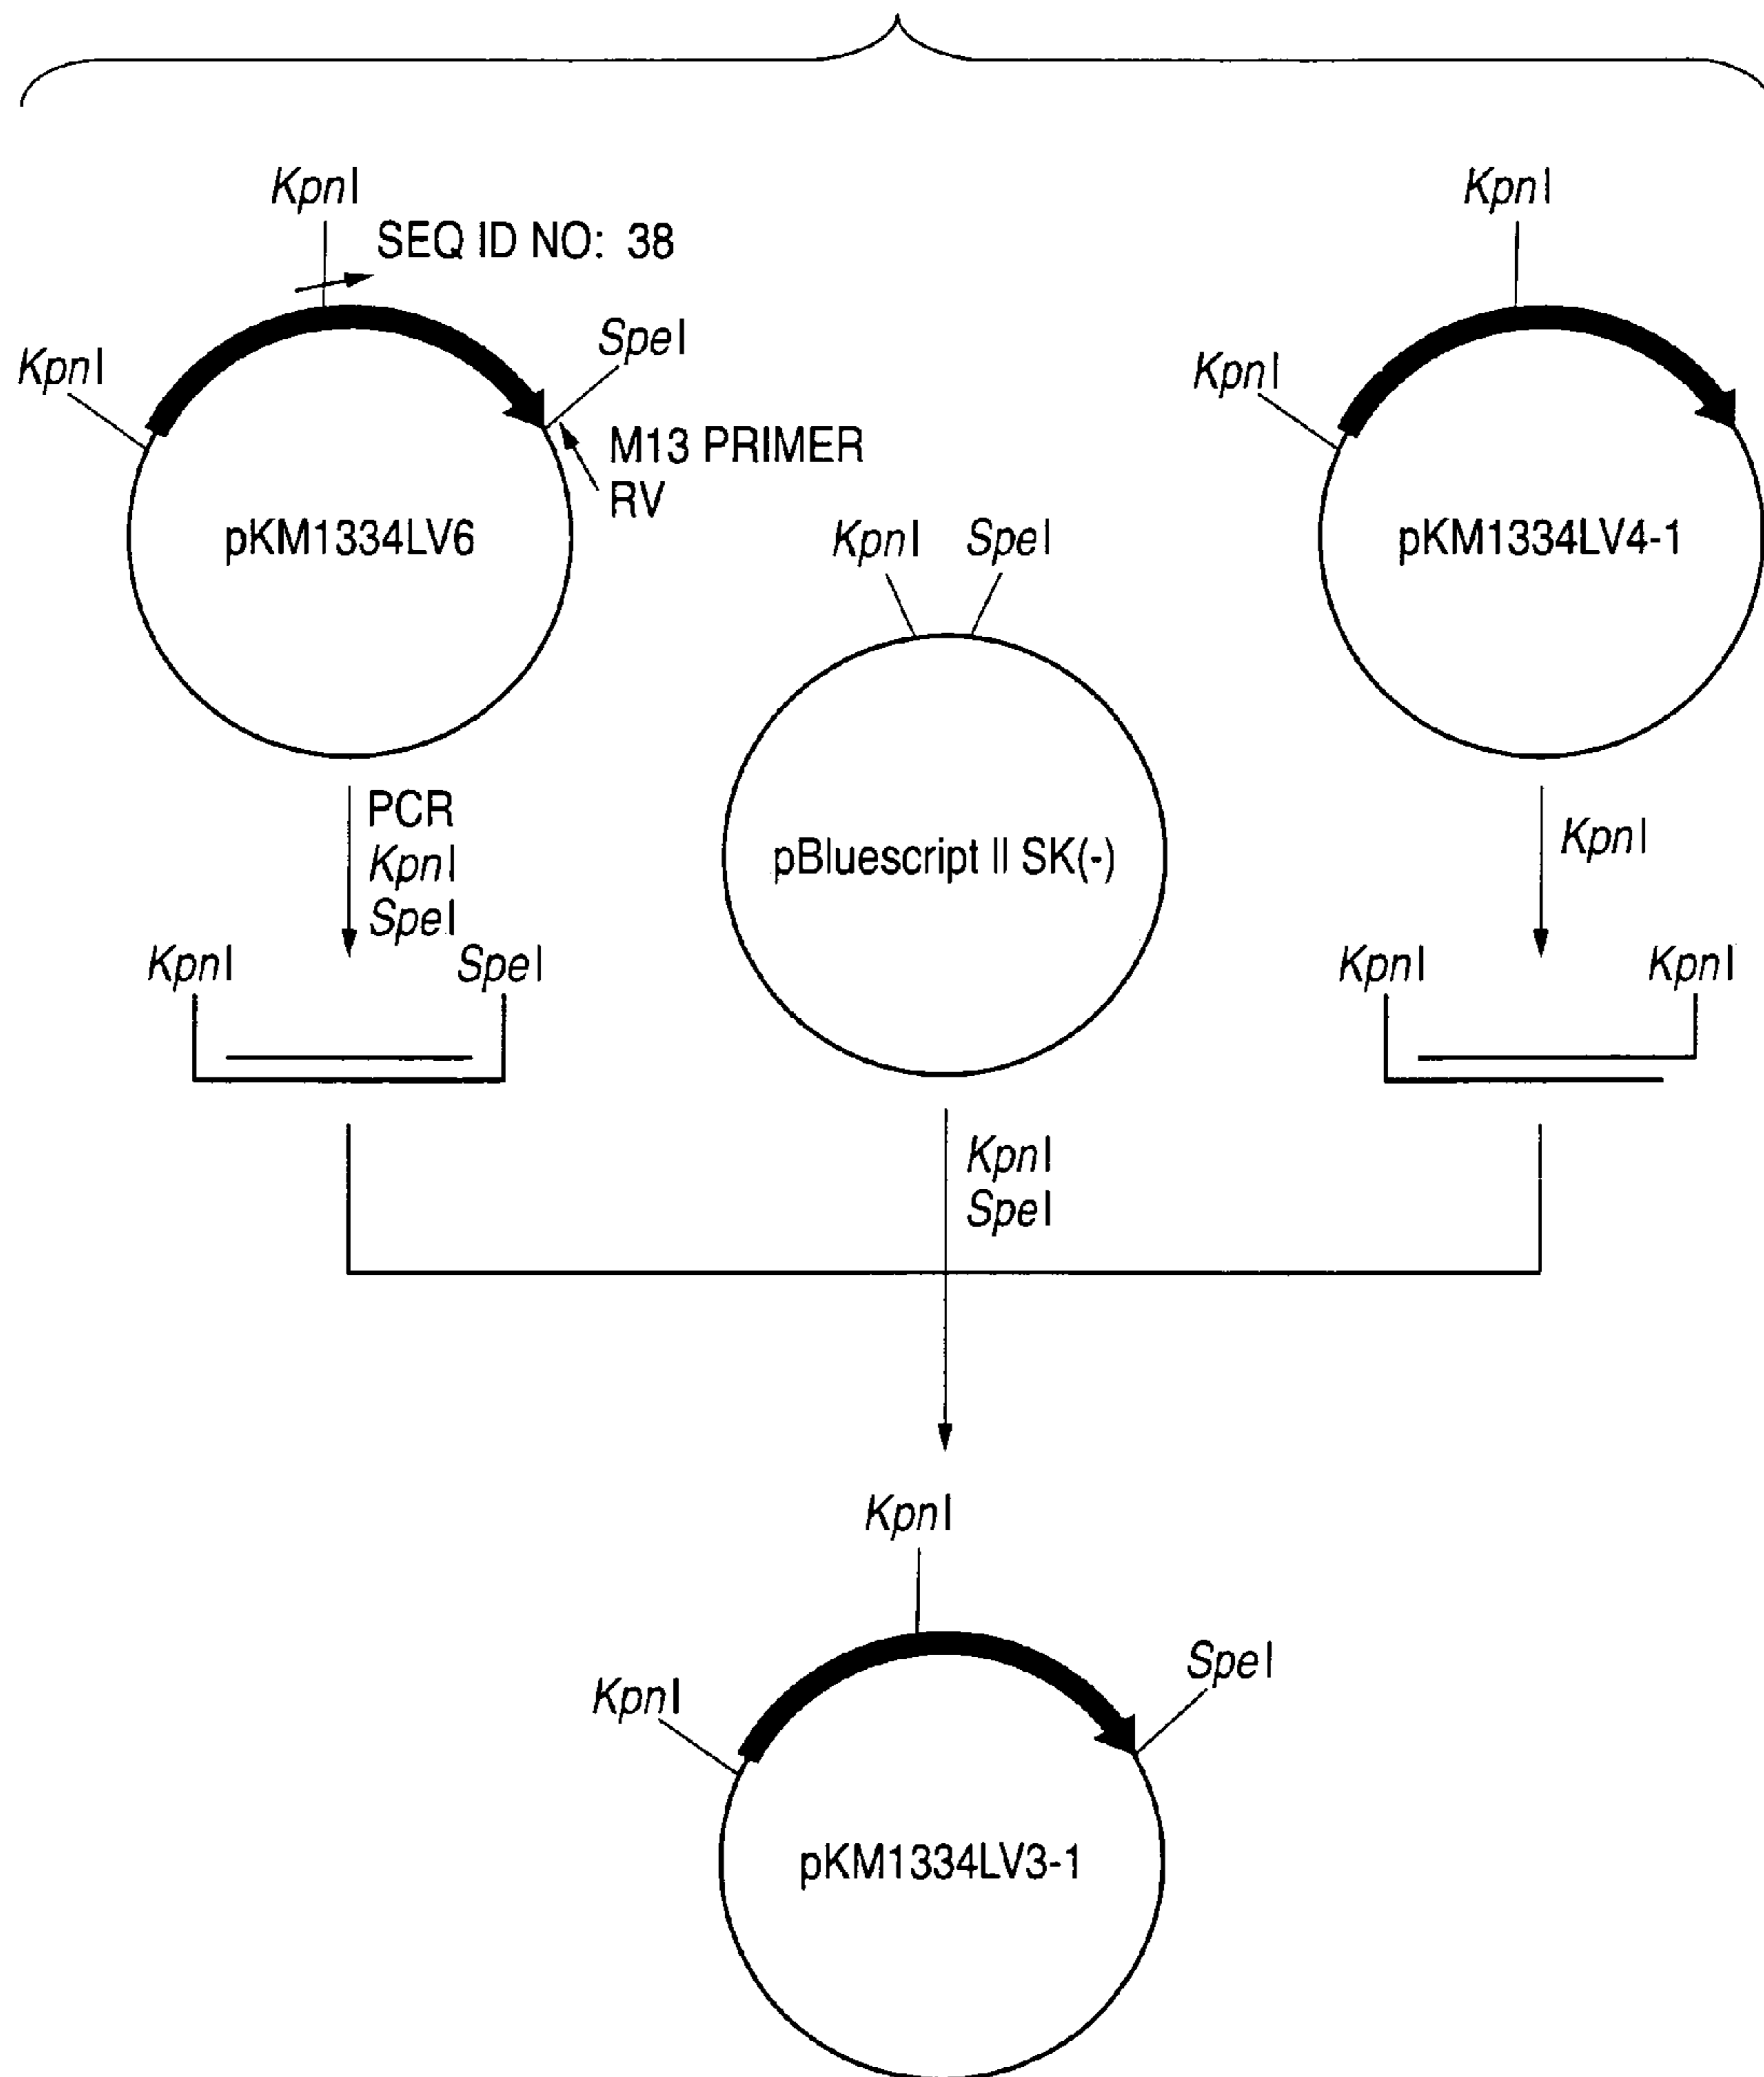 KpnI
KpnI
SEQ ID NO: 38
SpeI
KpnI
KpnI
KpnI
M13 PRIMER
RV
pKM1334LV6
KpnI SpeI
pKM1334LV4-1
PCR
KpnI
SpeI
pBluescript II SK(-)
KpnI
KpnI
SpeI
KpnI
KpnI
KpnI
SpeI
KpnI
SpeI
KpnI
pKM1334LV3-1